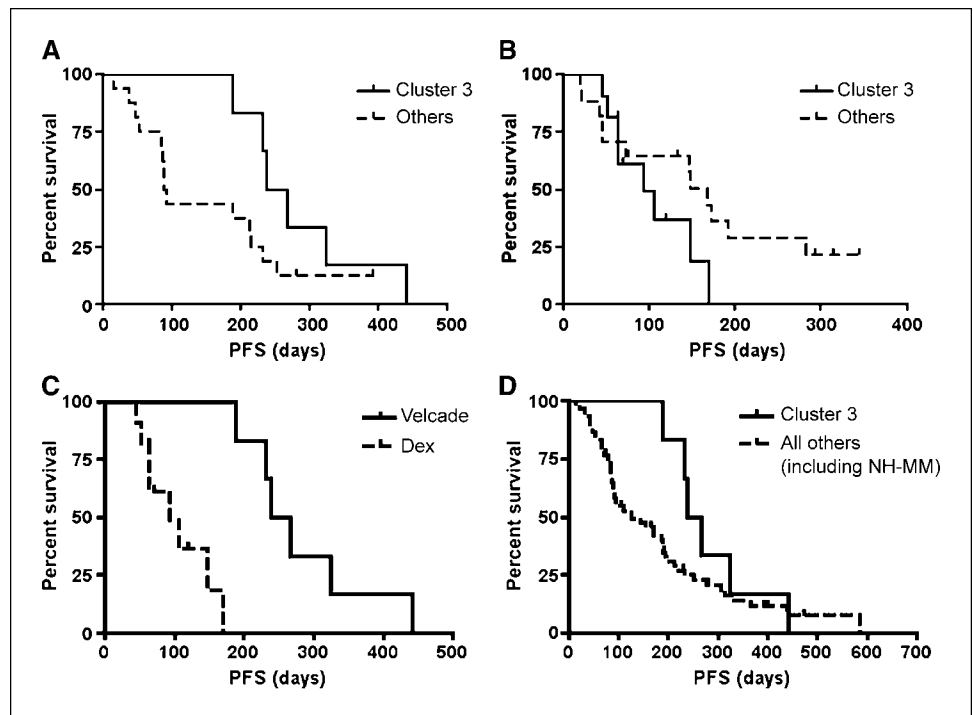 A
Percent survival
100
75
50
25
0
Cluster 3
Others
0 100 200 300 400 500
PFS (days)
B
Percent survival
100
75
50
25
0
Cluster 3
Others
0 100 200 300 400
PFS (days)
C
Percent survival
100
75
50
25
0
Velcade
Dex
0 100 200 300 400 500
PFS (days)
D
Percent survival
100
75
50
25
0
Cluster 3
All others
(including NH-MM)
0 100 200 300 400 500 600 700
PFS (days)